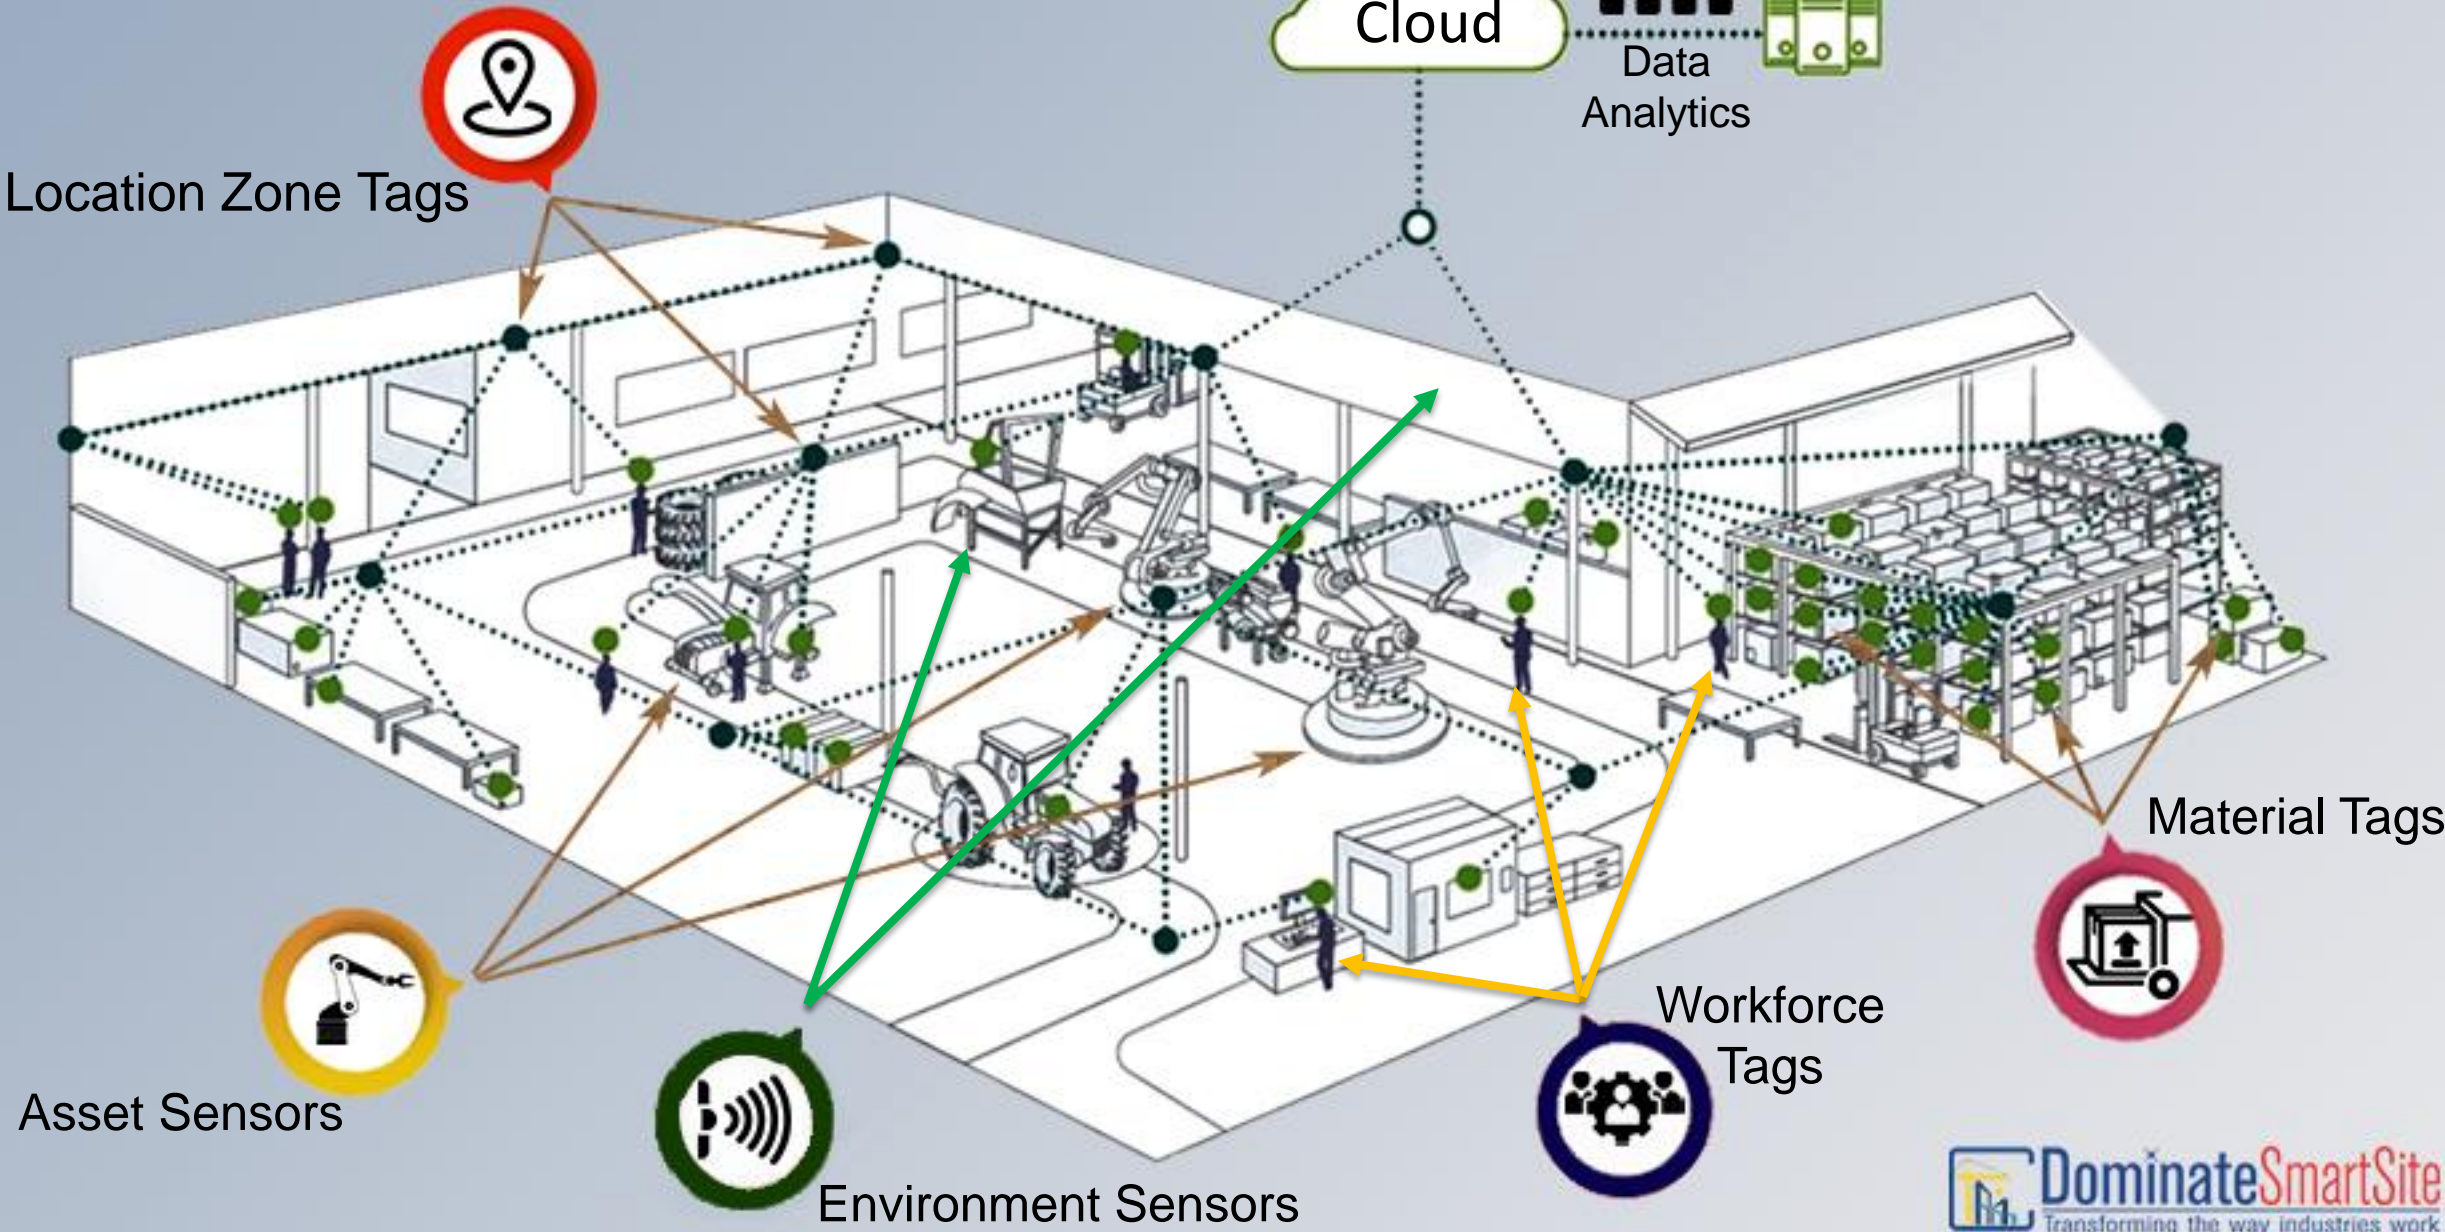 Cloud
Data
Analytics
Location Zone Tags
Material Tags
Workforce
Tags
Asset Sensors
Environment Sensors
DominateSmartSite
Transforming the way industries work